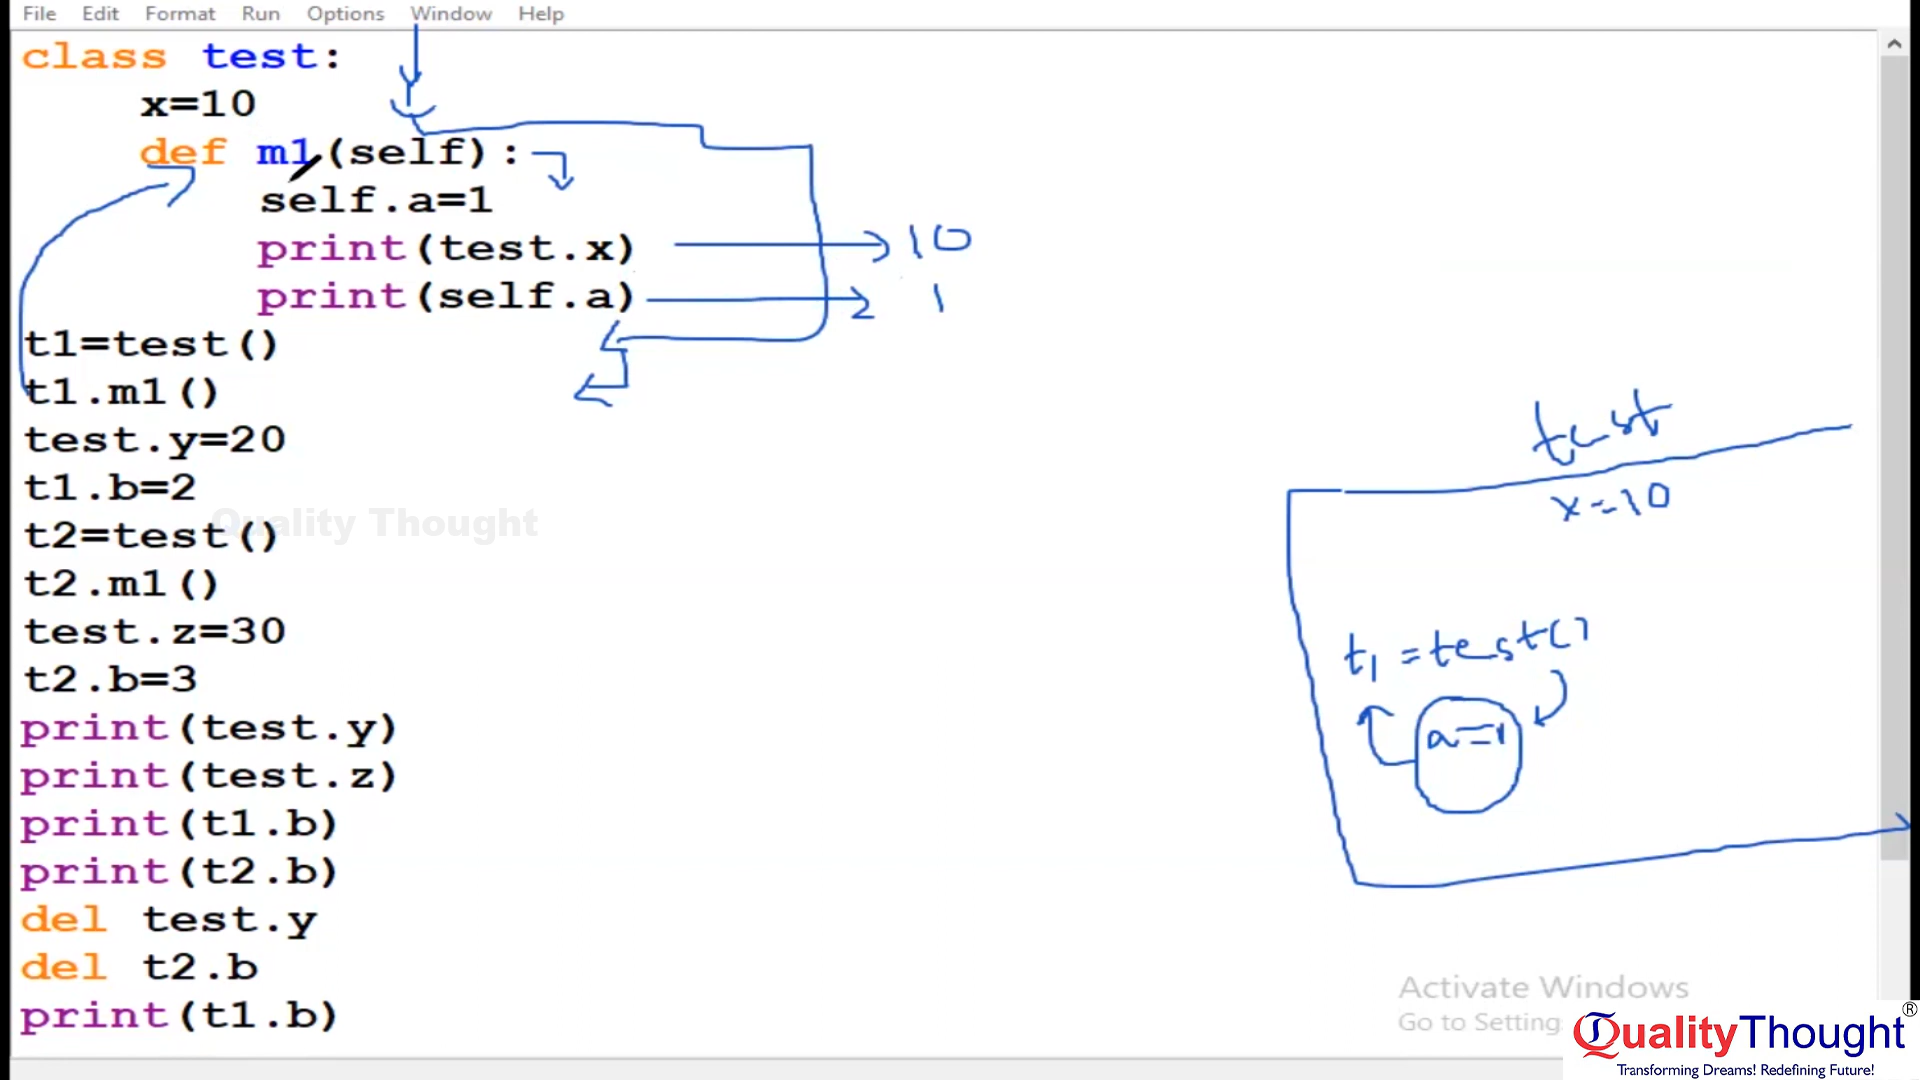 File Edit Format Run Options Window Help
class test:
x=10
def m1(self):
self.a=1
print(test.x) 10
print(self.a) 1
t1=test()
t1.m1()
test.y=20
t1.b=2
t2=test()
t2.m1()
test.z=30
t2.b=3
print(test.y)
print(test.z)
print(t1.b)
print(t2.b)
del test.y
del t2.b
print(t1.b)
Quality Thought
test
x=10
t1=test()
a=1
Activate Windows
Go to Setting
QualityThought®
Transforming Dreams! Redefining Future!